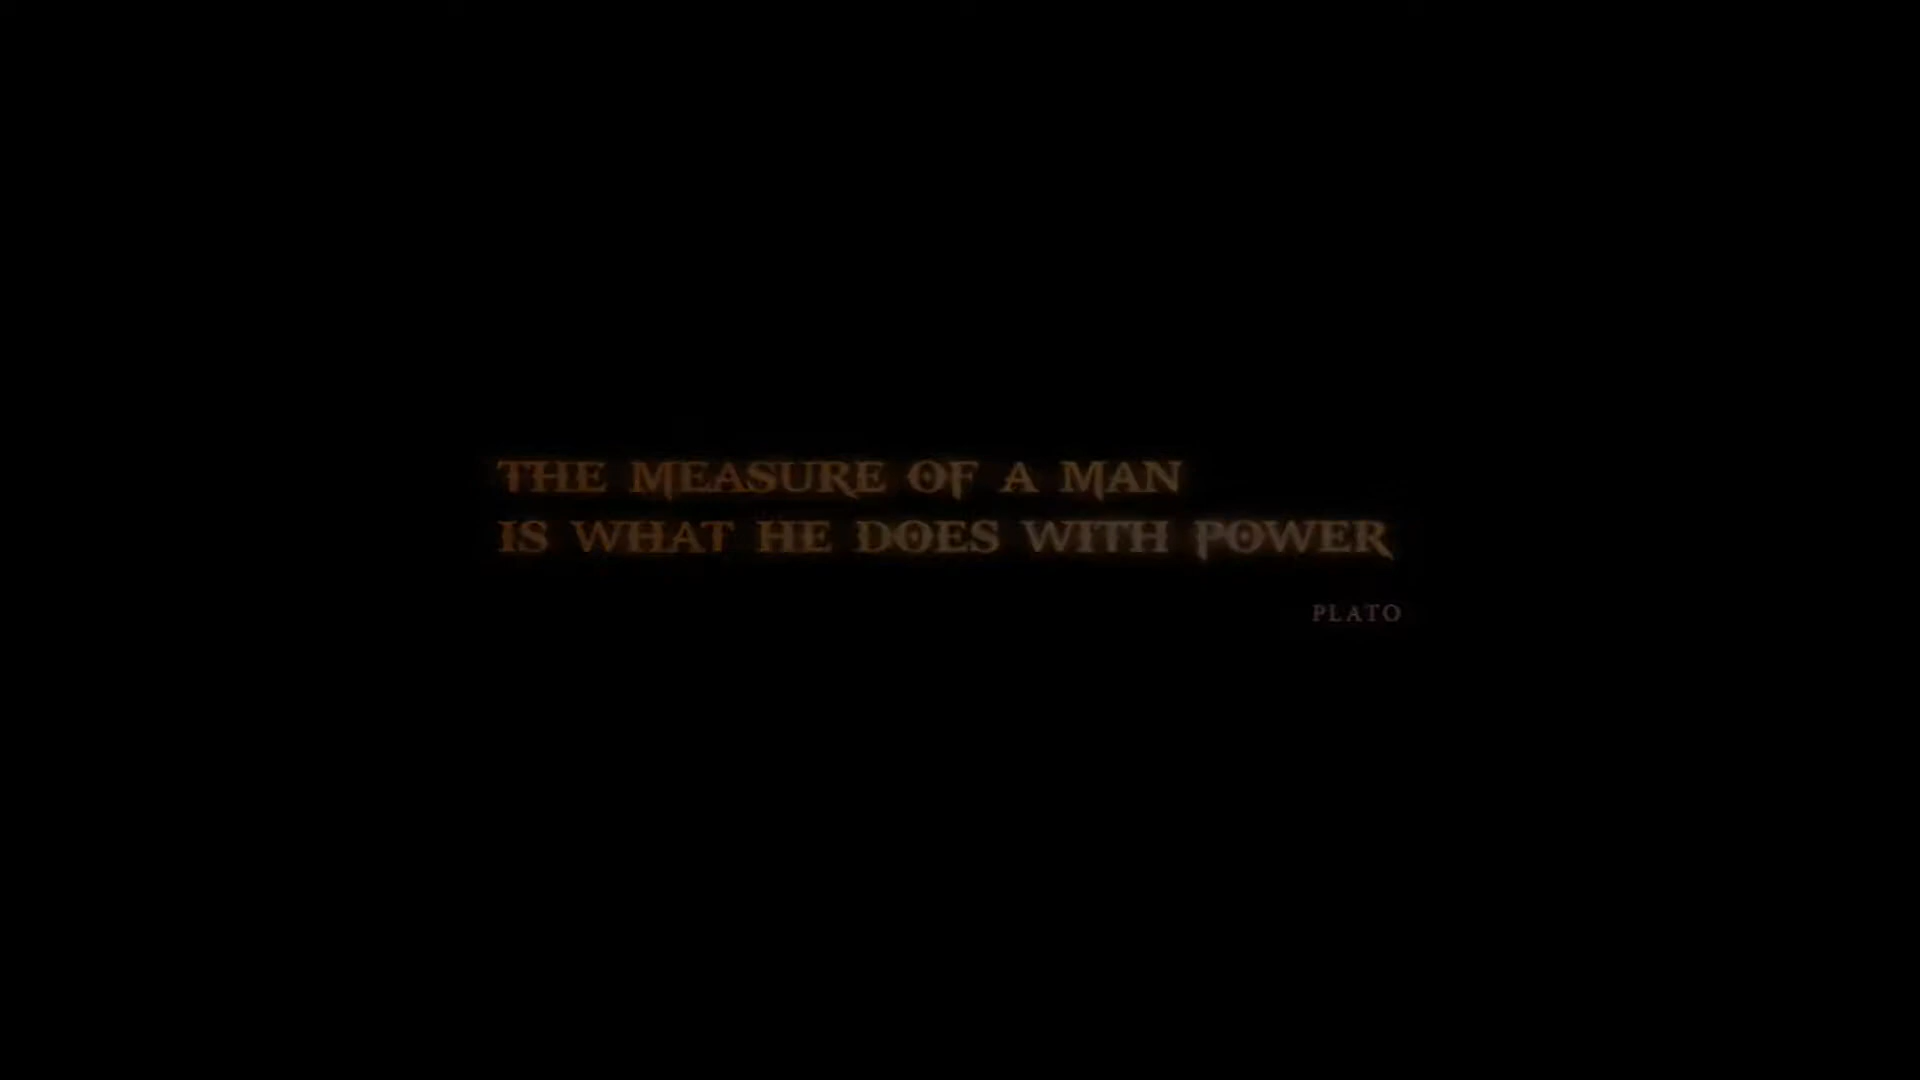 THE MEASURE OF A MAN
IS WHAT HE DOES WITH POWER
PLATO